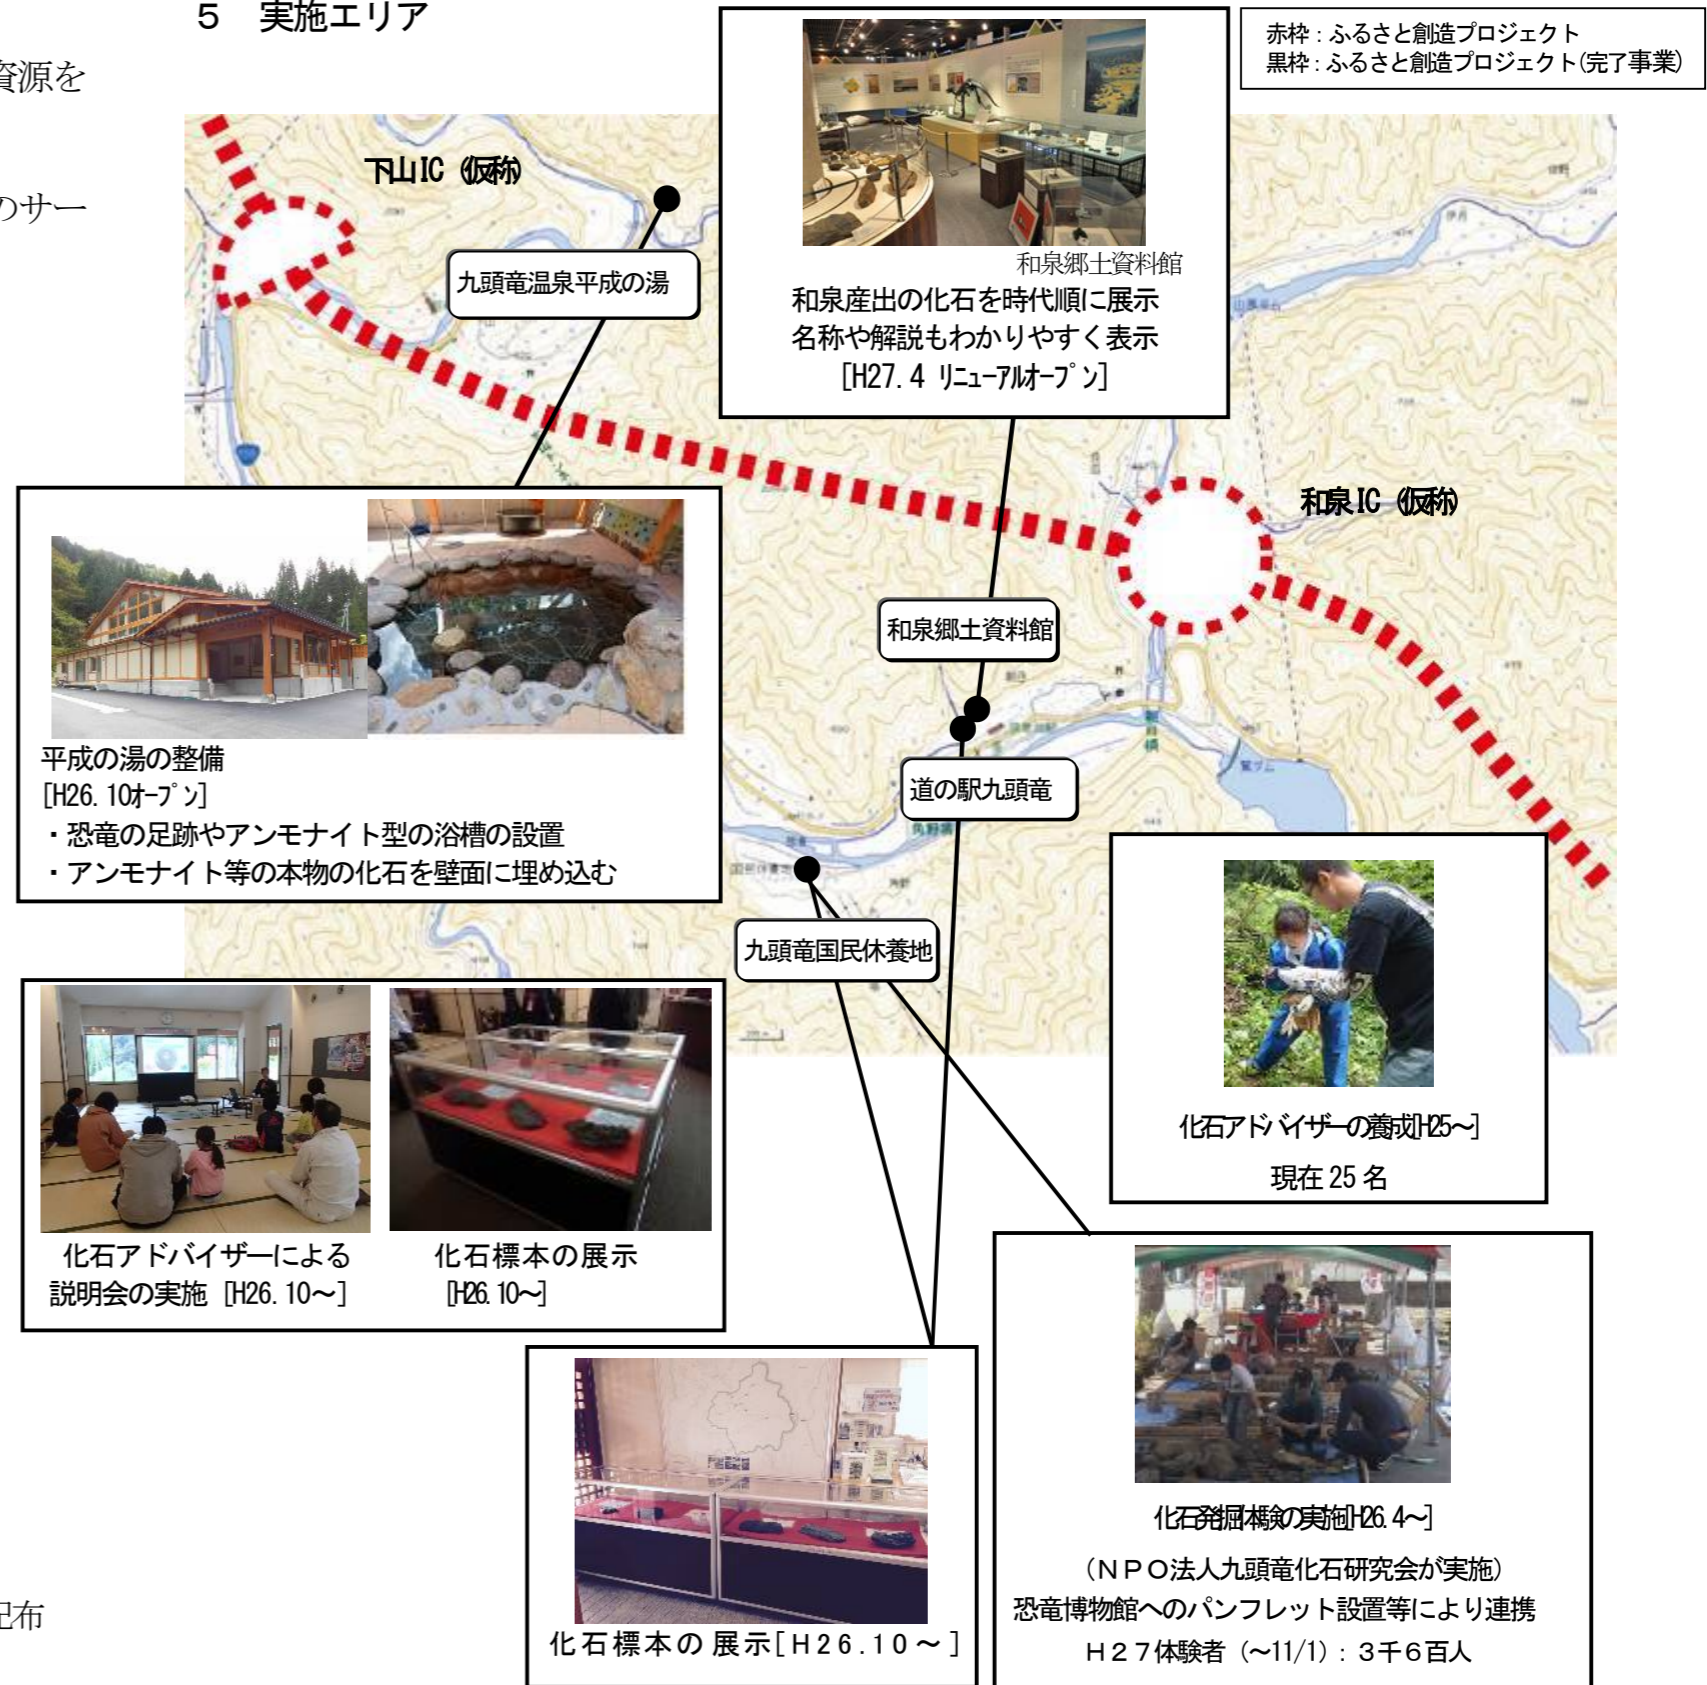 ５　実施エリア
資源を
のサー
配布
赤枠：ふるさと創造プロジェクト
黒枠：ふるさと創造プロジェクト(完了事業)
下山IC（仮称）
九頭竜温泉平成の湯
和泉郷土資料館
和泉産出の化石を時代順に展示
名称や解説もわかりやすく表示
[H27.4 リニューアルオープン]
和泉IC（仮称）
平成の湯の整備
[H26.10オープン]
・恐竜の足跡やアンモナイト型の浴槽の設置
・アンモナイト等の本物の化石を壁面に埋め込む
和泉郷土資料館
道の駅九頭竜
九頭竜国民休養地
鷲ダム
伊月
化石アドバイザーの養成[H25～]
現在25名
化石アドバイザーによる
説明会の実施 [H26.10～]
化石標本の展示
[H26.10～]
化石標本の展示[H26.10～]
化石発掘体験の実施[H26.4～]
（ＮＰＯ法人九頭竜化石研究会が実施）
恐竜博物館へのパンフレット設置等により連携
Ｈ２７体験者（～11/1）：３千６百人